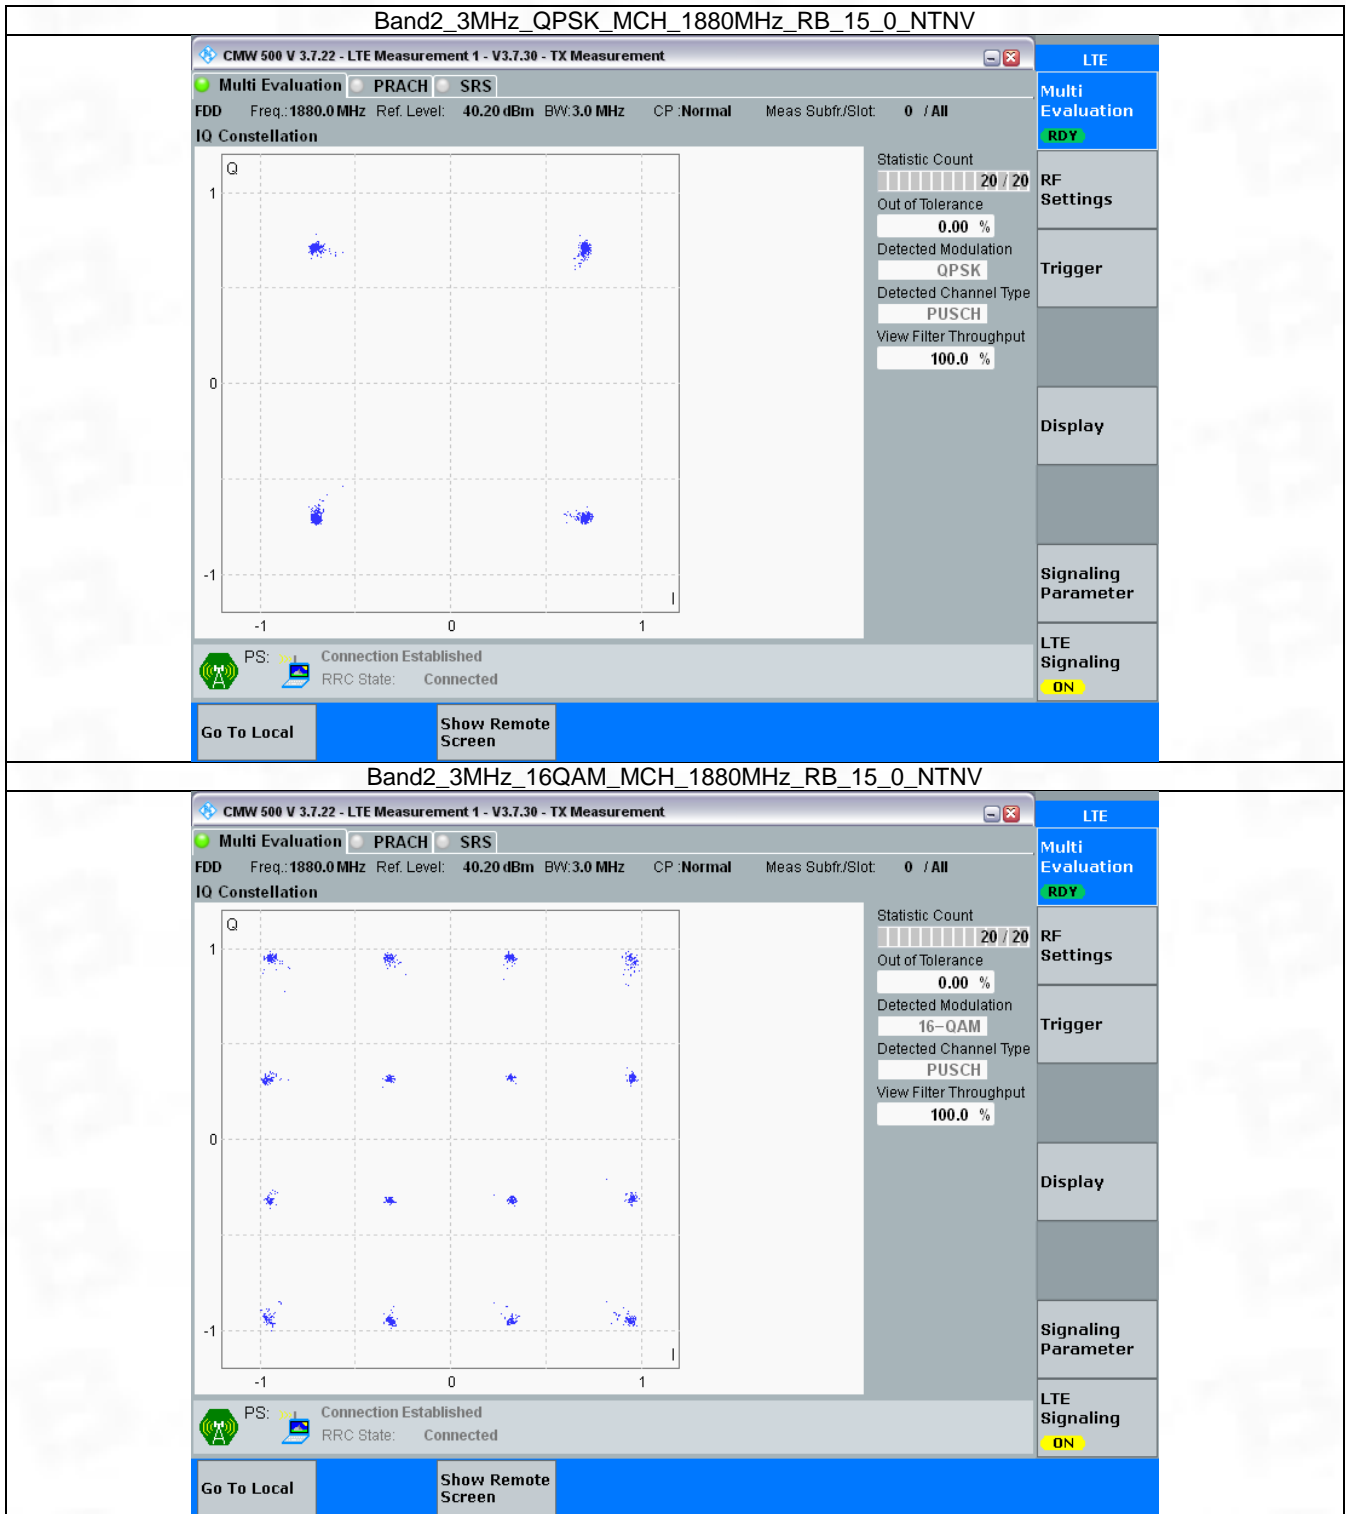 Band2_3MHz_QPSK_MCH_1880MHz_RB_15_0_NTNV
CMW 500 V 3.7.22 - LTE Measurement 1 - V3.7.30 - TX Measurement
LTE
Multi Evaluation PRACH SRS
FDD Freq.: 1880.0 MHz Ref. Level: 40.20 dBm BW: 3.0 MHz CP : Normal Meas Subfr./Slot: 0 / All
IQ Constellation
Q
1
0
-1
I
-1 0 1
Statistic Count
20 / 20
Out of Tolerance
0.00 %
Detected Modulation
QPSK
Detected Channel Type
PUSCH
View Filter Throughput
100.0 %
Multi
Evaluation
RDY
RF
Settings
Trigger
Display
Signaling
Parameter
LTE
Signaling
ON
PS: Connection Established
RRC State: Connected
Go To Local
Show Remote
Screen
Band2_3MHz_16QAM_MCH_1880MHz_RB_15_0_NTNV
CMW 500 V 3.7.22 - LTE Measurement 1 - V3.7.30 - TX Measurement
LTE
Multi Evaluation PRACH SRS
FDD Freq.: 1880.0 MHz Ref. Level: 40.20 dBm BW: 3.0 MHz CP : Normal Meas Subfr./Slot: 0 / All
IQ Constellation
Q
1
0
-1
I
-1 0 1
Statistic Count
20 / 20
Out of Tolerance
0.00 %
Detected Modulation
16-QAM
Detected Channel Type
PUSCH
View Filter Throughput
100.0 %
Multi
Evaluation
RDY
RF
Settings
Trigger
Display
Signaling
Parameter
LTE
Signaling
ON
PS: Connection Established
RRC State: Connected
Go To Local
Show Remote
Screen